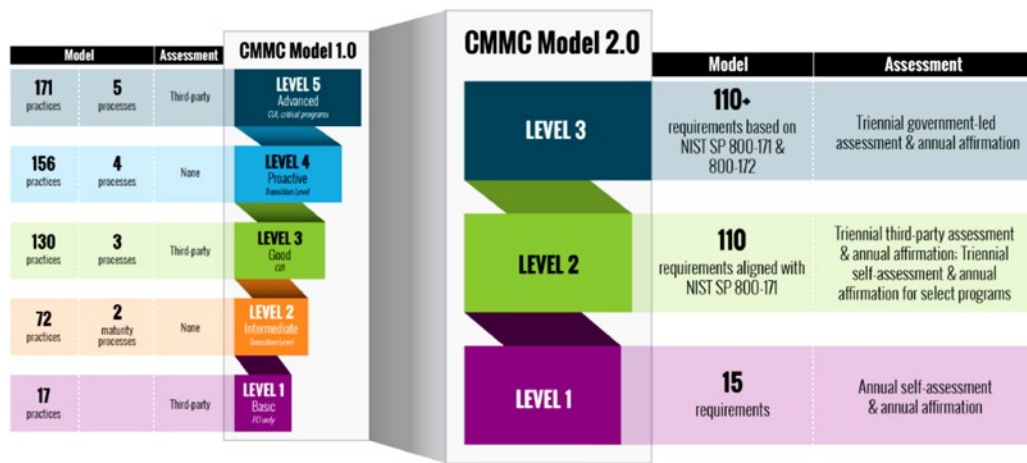 CMMC Model 1.0
Model
Assessment
171
practices
5
processes
Third-party
LEVEL 5
Advanced
CUI, critical programs
156
practices
4
processes
None
LEVEL 4
Proactive
Transition Level
130
practices
3
processes
Third-party
LEVEL 3
Good
CUI
72
practices
2
maturity
processes
None
LEVEL 2
Intermediate
Transition Level
17
practices
Third-party
LEVEL 1
Basic
FCI only
CMMC Model 2.0
Model
Assessment
LEVEL 3
110+
requirements based on
NIST SP 800-171 &
800-172
Triennial government-led
assessment & annual affirmation
LEVEL 2
110
requirements aligned with
NIST SP 800-171
Triennial third-party assessment
& annual affirmation; Triennial
self-assessment & annual
affirmation for select programs
LEVEL 1
15
requirements
Annual self-assessment
& annual affirmation